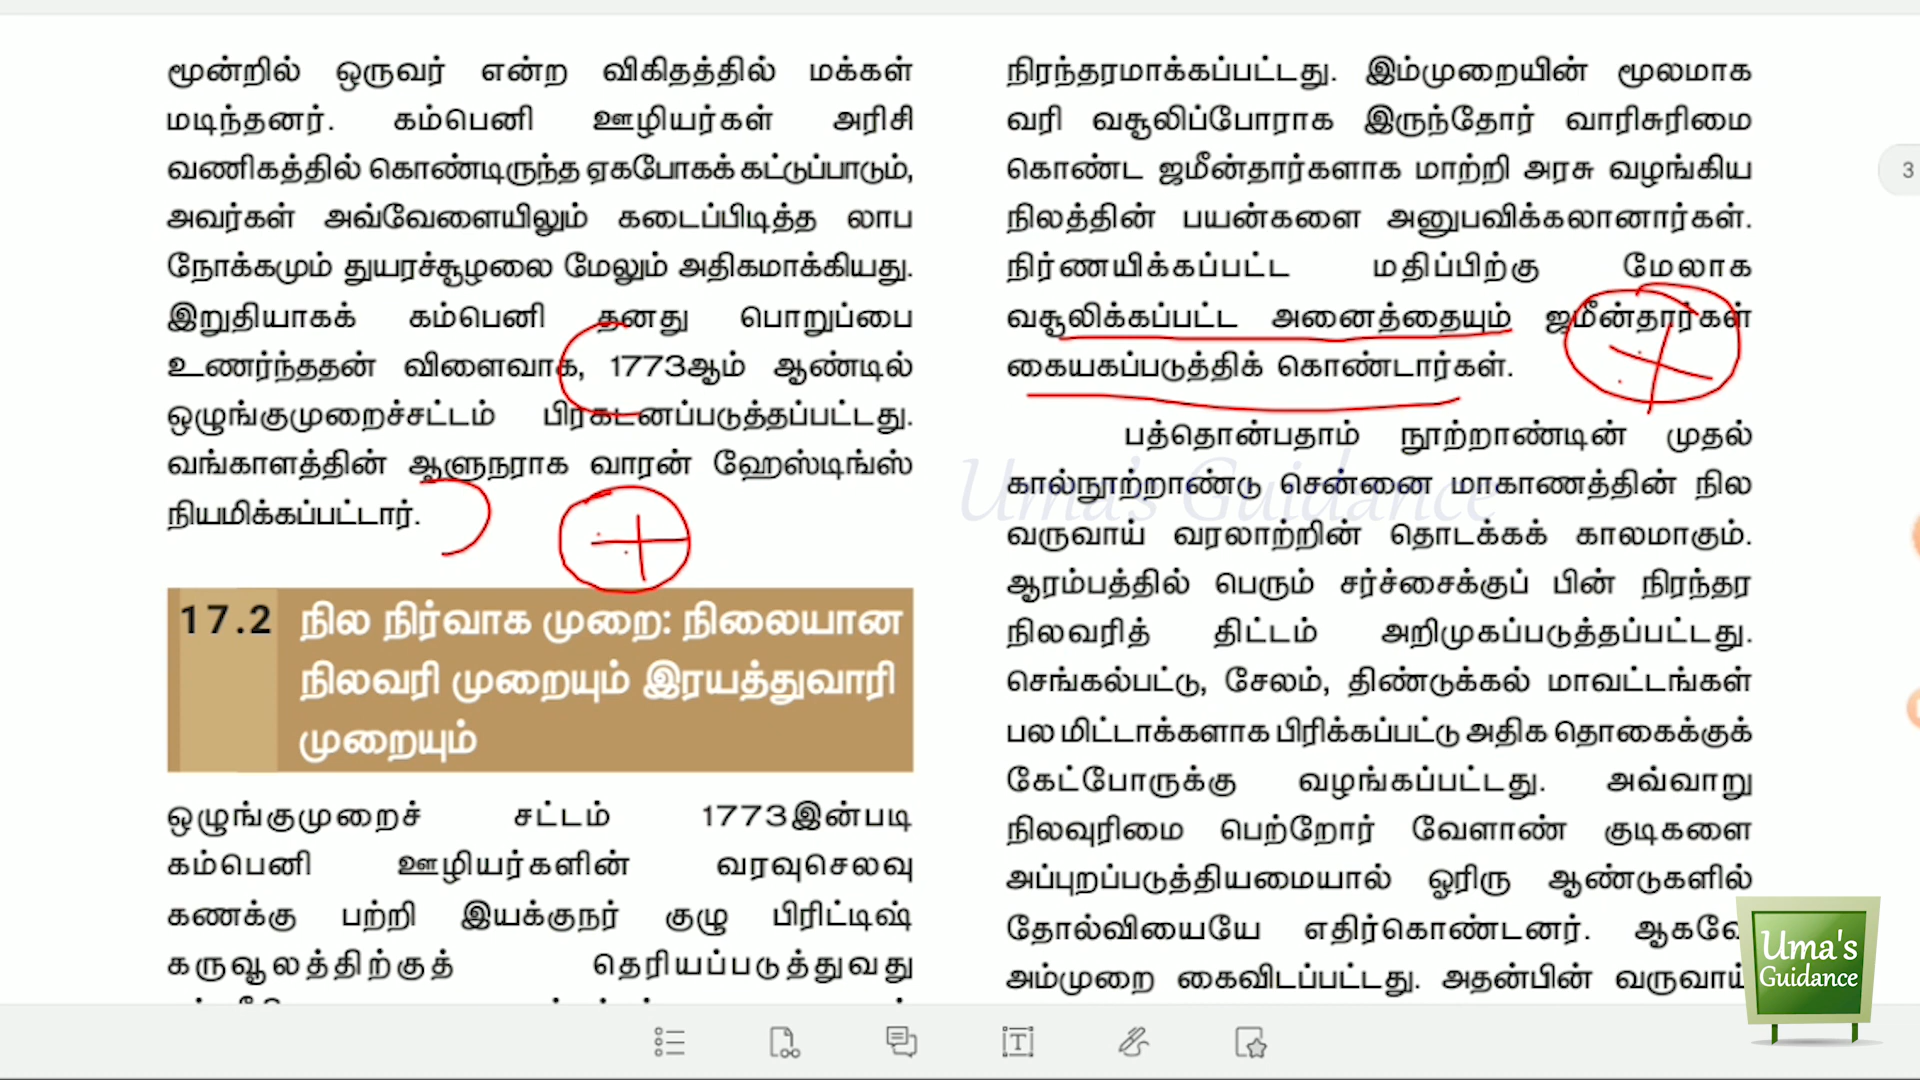 மூன்றில் ஒருவர் என்ற விகிதத்தில் மக்கள்
மடிந்தனர். கம்பெனி ஊழியர்கள் அரிசி
வணிகத்தில் கொண்டிருந்த ஏகபோகக் கட்டுப்பாடும்,
அவர்கள் அவ்வேளையிலும் கடைப்பிடித்த லாப
நோக்கமும் துயரச்சூழலை மேலும் அதிகமாக்கியது.
இறுதியாகக் கம்பெனி தனது பொறுப்பை
உணர்ந்ததன் விளைவாக, 1773ஆம் ஆண்டில்
ஒழுங்குமுறைச்சட்டம் பிரகடனப்படுத்தப்பட்டது.
வங்காளத்தின் ஆளுநராக வாரன் ஹேஸ்டிங்ஸ்
நியமிக்கப்பட்டார்.
17.2 நில நிர்வாக முறை: நிலையான
நிலவரி முறையும் இரயத்துவாரி
முறையும்
ஒழுங்குமுறைச் சட்டம் 1773இன்படி
கம்பெனி ஊழியர்களின் வரவுசெலவு
கணக்கு பற்றி இயக்குநர் குழு பிரிட்டிஷ்
கருவூலத்திற்குத் தெரியப்படுத்துவது
நிரந்தரமாக்கப்பட்டது. இம்முறையின் மூலமாக
வரி வசூலிப்போராக இருந்தோர் வாரிசுரிமை
கொண்ட ஜமீன்தார்களாக மாற்றி அரசு வழங்கிய
நிலத்தின் பயன்களை அனுபவிக்கலானார்கள்.
நிர்ணயிக்கப்பட்ட மதிப்பிற்கு மேலாக
வசூலிக்கப்பட்ட அனைத்தையும் ஜமீன்தார்கள்
கையகப்படுத்திக் கொண்டார்கள்.
பத்தொன்பதாம் நூற்றாண்டின் முதல்
கால்நூற்றாண்டு சென்னை மாகாணத்தின் நில
வருவாய் வரலாற்றின் தொடக்கக் காலமாகும்.
ஆரம்பத்தில் பெரும் சர்ச்சைக்குப் பின் நிரந்தர
நிலவரித் திட்டம் அறிமுகப்படுத்தப்பட்டது.
செங்கல்பட்டு, சேலம், திண்டுக்கல் மாவட்டங்கள்
பல மிட்டாக்களாக பிரிக்கப்பட்டு அதிக தொகைக்குக்
கேட்போருக்கு வழங்கப்பட்டது. அவ்வாறு
நிலவுரிமை பெற்றோர் வேளாண் குடிகளை
அப்புறப்படுத்தியமையால் ஓரிரு ஆண்டுகளில்
தோல்வியையே எதிர்கொண்டனர். ஆகவே
அம்முறை கைவிடப்பட்டது. அதன்பின் வருவாய்
Uma's Guidance
3
Uma's
Guidance